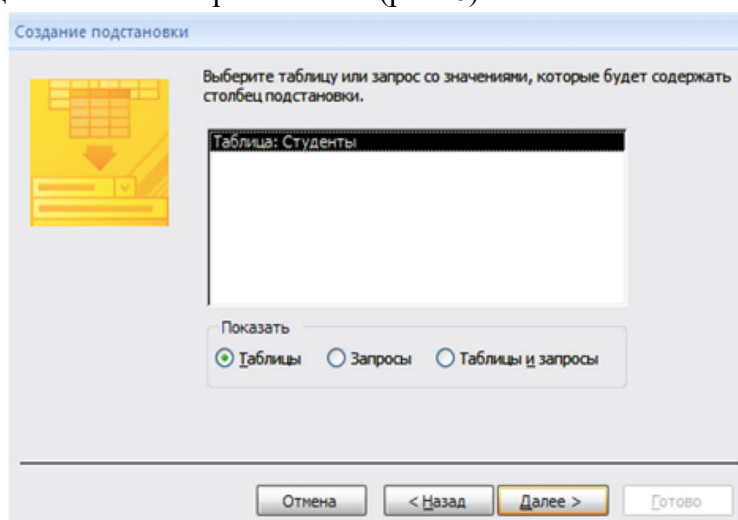 Создание подстановки
Выберите таблицу или запрос со значениями, которые будет содержать
столбец подстановки.
Таблица: Студенты
Показать
Таблицы
Запросы
Таблицы и запросы
Отмена
< Назад
Далее >
Готово